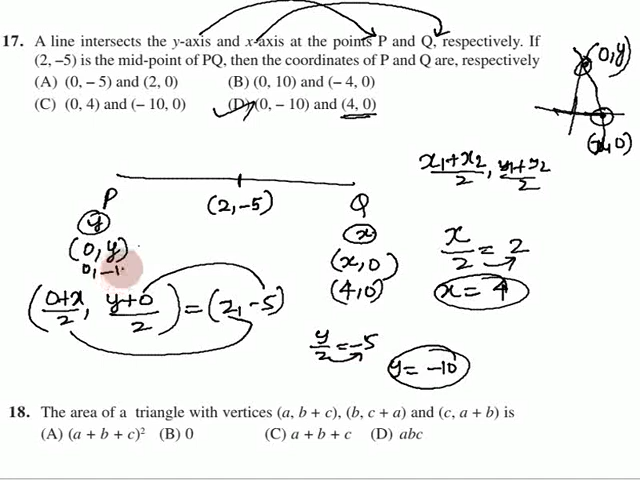 17. A line intersects the y-axis and x-axis at the points P and Q, respectively. If
(2, –5) is the mid-point of PQ, then the coordinates of P and Q are, respectively
(A) (0, – 5) and (2, 0) (B) (0, 10) and (– 4, 0)
(C) (0, 4) and (– 10, 0) (D) (0, – 10) and (4, 0)
(0, y)
(x, 0)
x₁+x₂/2, y₁+y₂/2
P (2, -5) Q
y x
(0, y) (x, 0)
0, -1 (4, 0)
x/2 = 2
x = 4
(0+x/2, y+0/2) = (2, -5)
y/2 = -5
y = -10
18. The area of a triangle with vertices (a, b + c), (b, c + a) and (c, a + b) is
(A) (a + b + c)² (B) 0 (C) a + b + c (D) abc